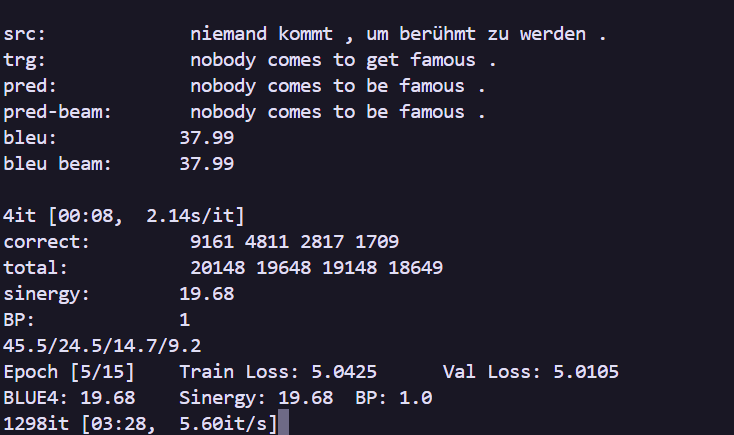 src: niemand kommt , um berühmt zu werden .
trg: nobody comes to get famous .
pred: nobody comes to be famous .
pred-beam: nobody comes to be famous .
bleu: 37.99
bleu beam: 37.99
4it [00:08, 2.14s/it]
correct: 9161 4811 2817 1709
total: 20148 19648 19148 18649
sinergy: 19.68
BP: 1
45.5/24.5/14.7/9.2
Epoch [5/15] Train Loss: 5.0425 Val Loss: 5.0105
BLUE4: 19.68 Sinergy: 19.68 BP: 1.0
1298it [03:28, 5.60it/s]